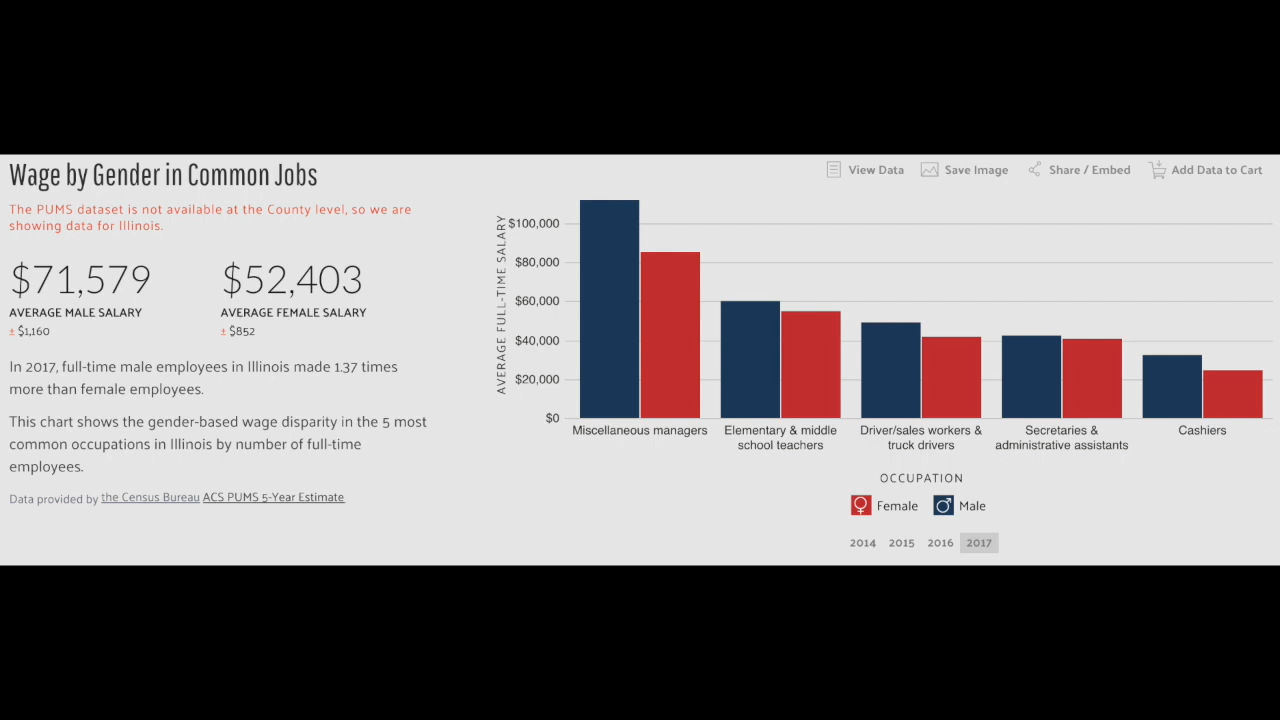 Wage by Gender in Common Jobs
View Data
Save Image
Share / Embed
Add Data to Cart
The PUMS dataset is not available at the County level, so we are
showing data for Illinois.
$71,579
AVERAGE MALE SALARY
± $1,160
$52,403
AVERAGE FEMALE SALARY
± $852
In 2017, full-time male employees in Illinois made 1.37 times
more than female employees.
This chart shows the gender-based wage disparity in the 5 most
common occupations in Illinois by number of full-time
employees.
Data provided by the Census Bureau ACS PUMS 5-Year Estimate
AVERAGE FULL-TIME SALARY
$100,000
$80,000
$60,000
$40,000
$20,000
$0
Miscellaneous managers
Elementary & middle
school teachers
Driver/sales workers &
truck drivers
Secretaries &
administrative assistants
Cashiers
OCCUPATION
Female
Male
2014 2015 2016 2017